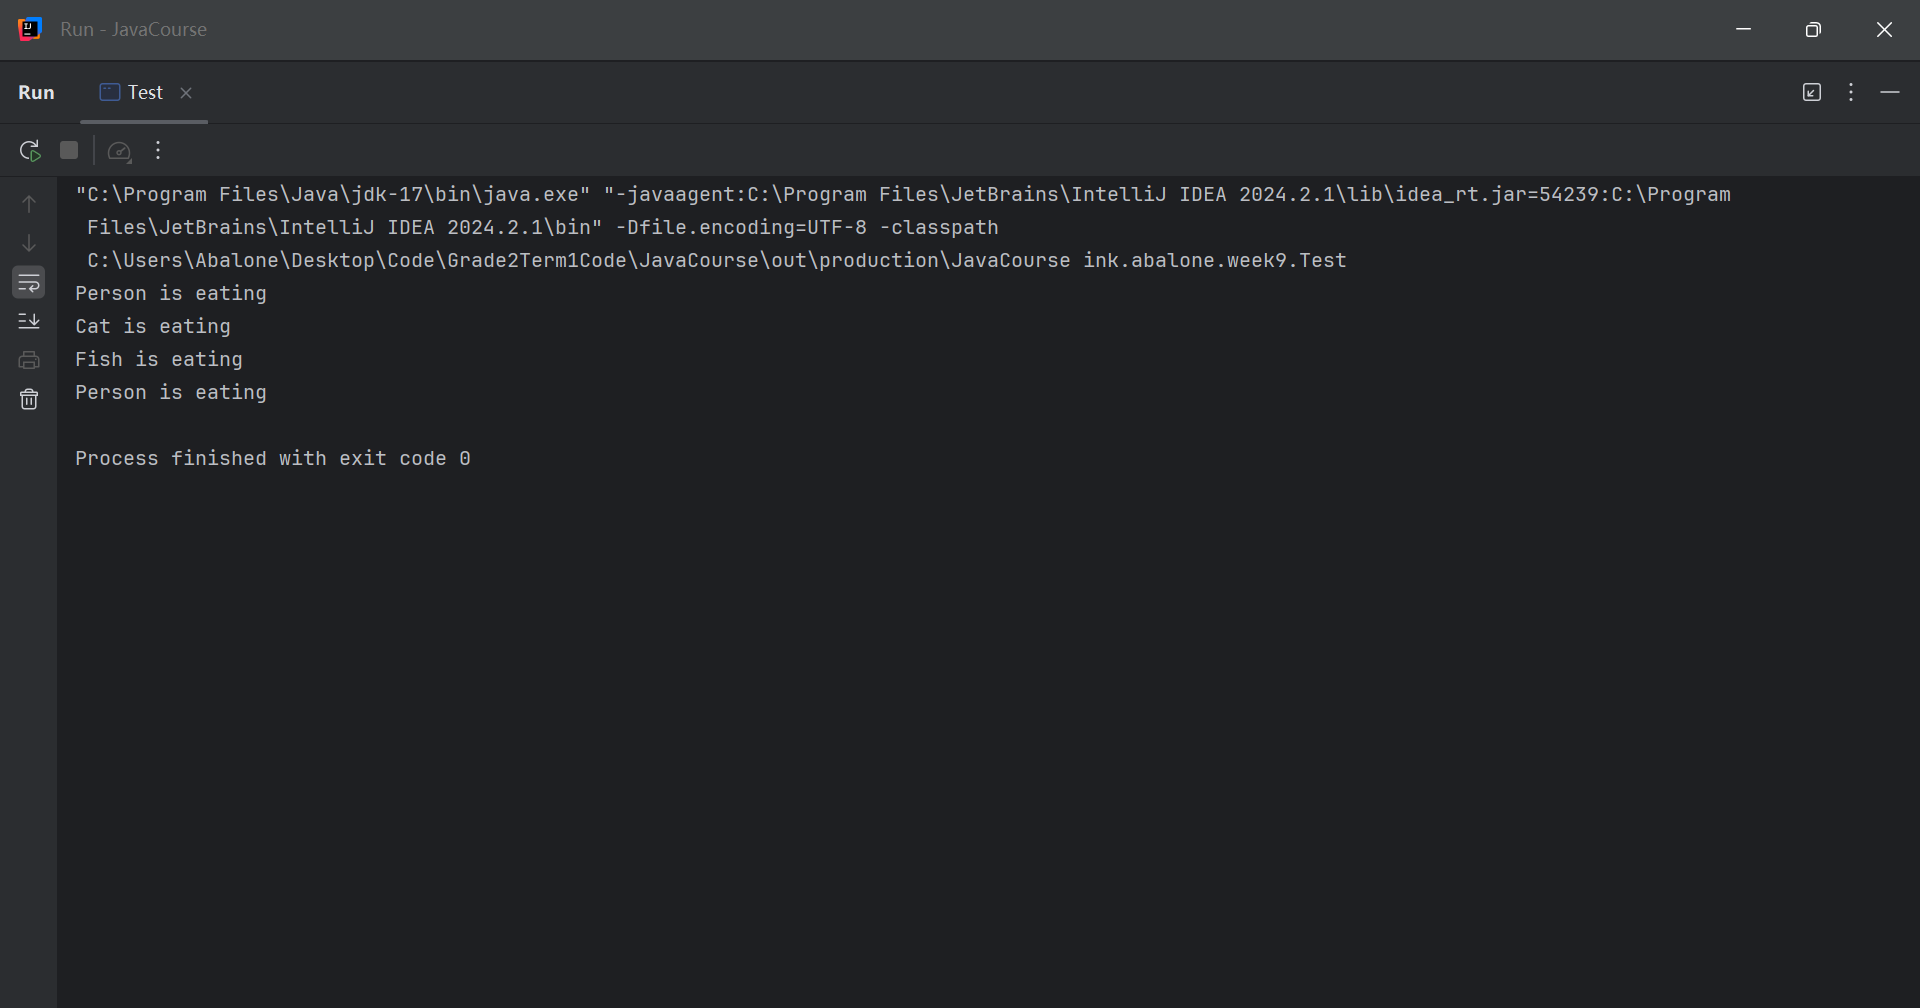 Run - JavaCourse
Run Test
"C:\Program Files\Java\jdk-17\bin\java.exe" "-javaagent:C:\Program Files\JetBrains\IntelliJ IDEA 2024.2.1\lib\idea_rt.jar=54239:C:\Program
Files\JetBrains\IntelliJ IDEA 2024.2.1\bin" -Dfile.encoding=UTF-8 -classpath
C:\Users\Abalone\Desktop\Code\Grade2Term1Code\JavaCourse\out\production\JavaCourse ink.abalone.week9.Test
Person is eating
Cat is eating
Fish is eating
Person is eating
Process finished with exit code 0